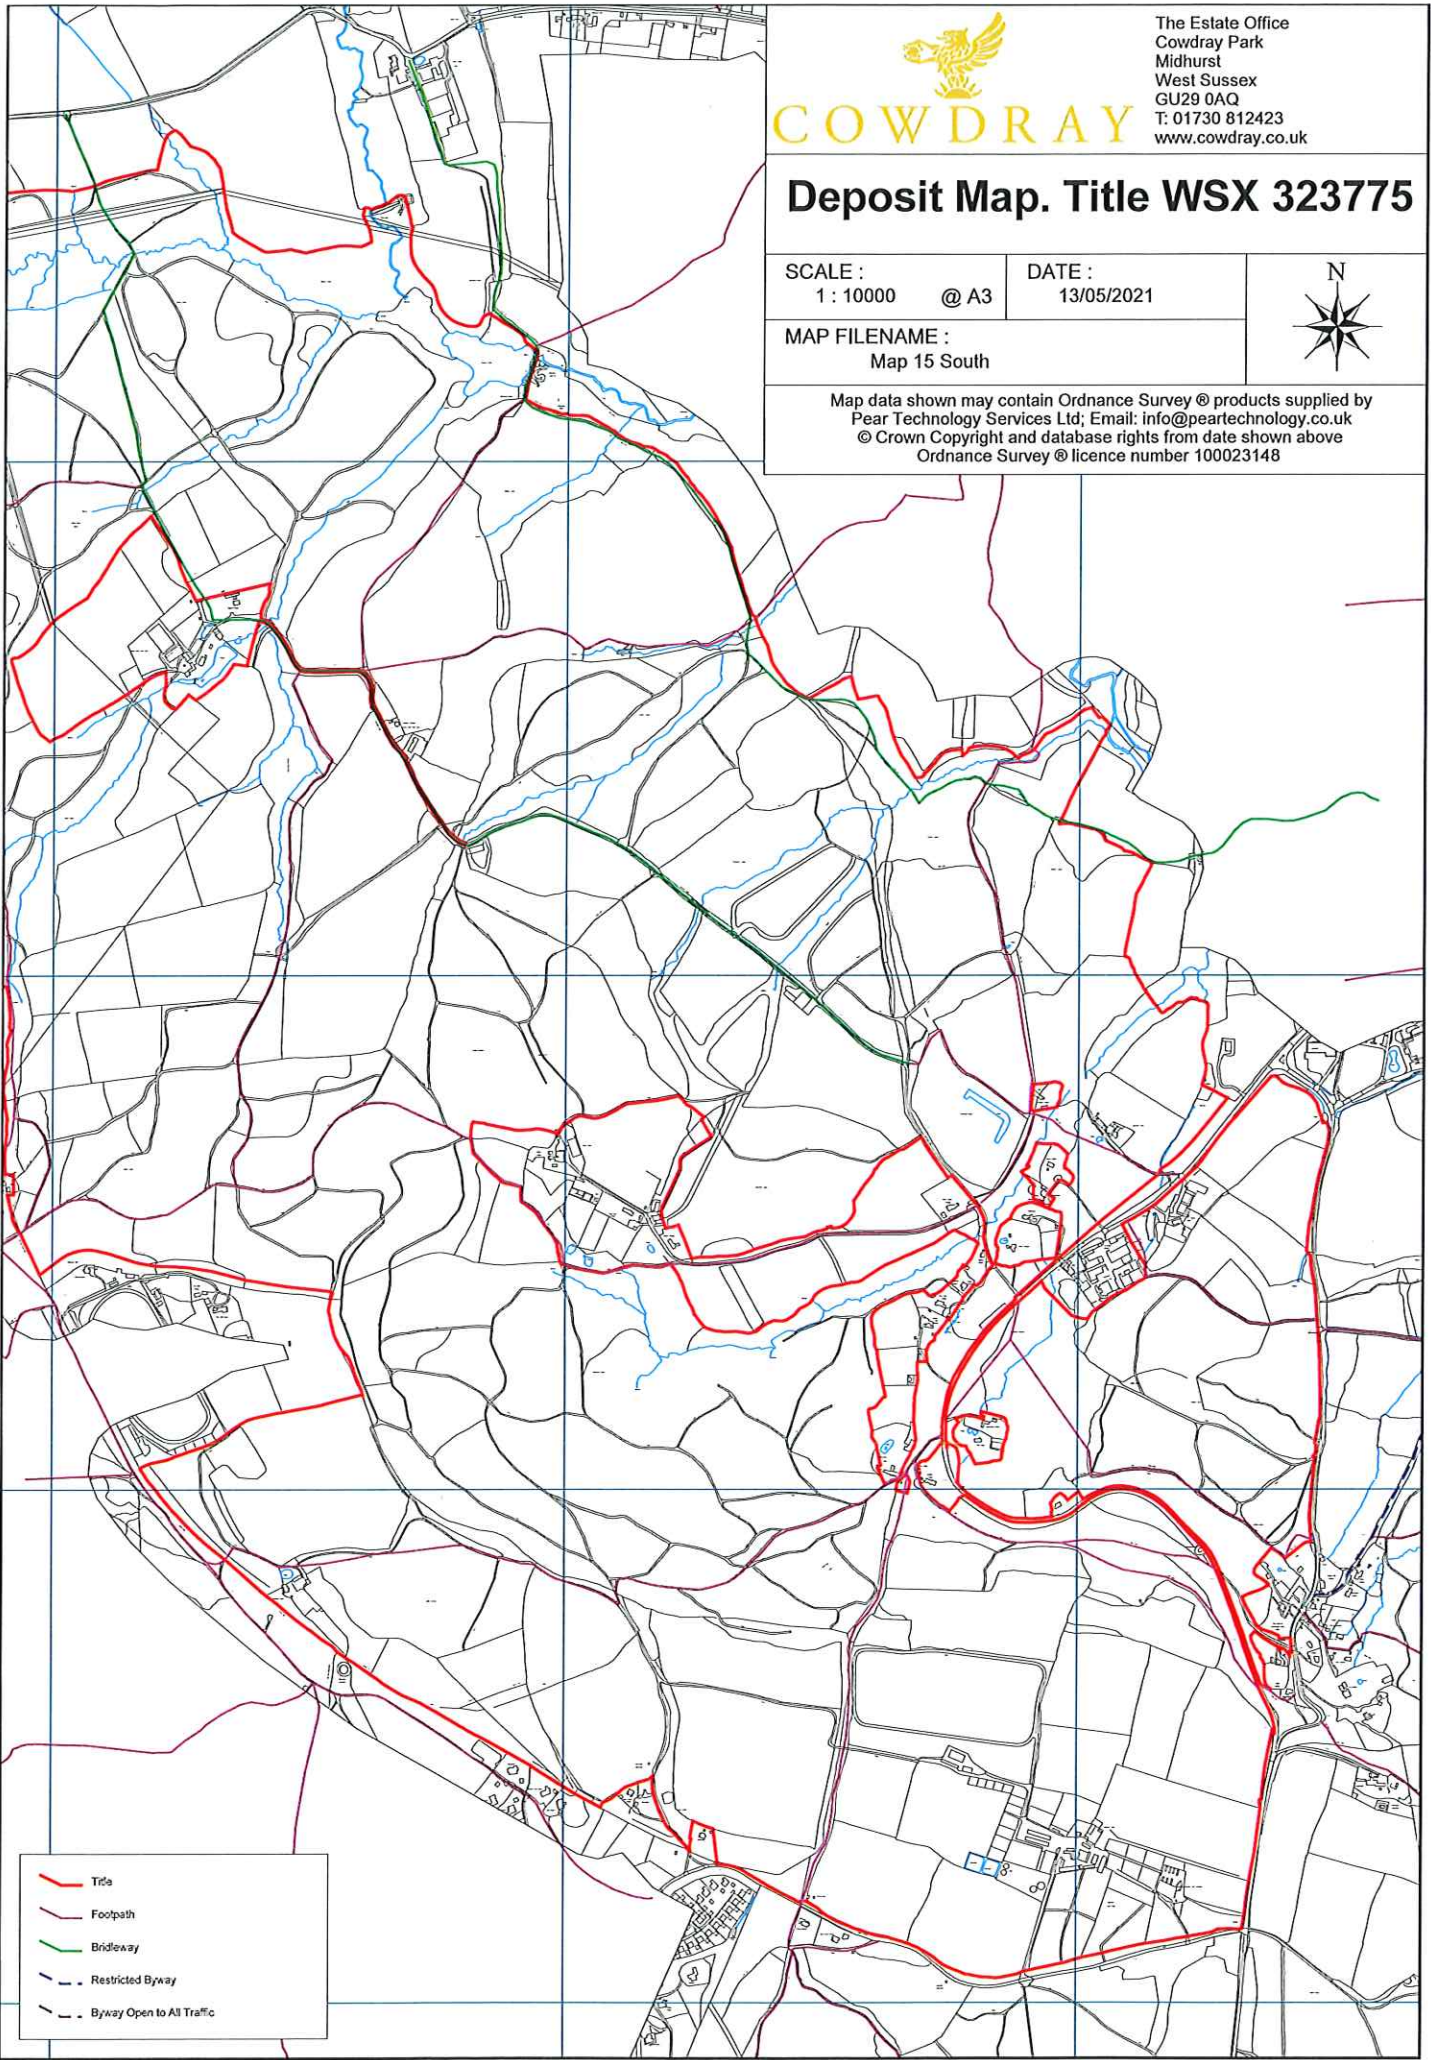 COWDRAY
The Estate Office
Cowdray Park
Midhurst
West Sussex
GU29 0AQ
T: 01730 812423
www.cowdray.co.uk
Deposit Map. Title WSX 323775
SCALE :
1 : 10000 @ A3
DATE :
13/05/2021
N
MAP FILENAME :
Map 15 South
Map data shown may contain Ordnance Survey ® products supplied by
Pear Technology Services Ltd; Email: info@peartechnology.co.uk
© Crown Copyright and database rights from date shown above
Ordnance Survey ® licence number 100023148
Title
Footpath
Bridleway
Restricted Byway
Byway Open to All Traffic